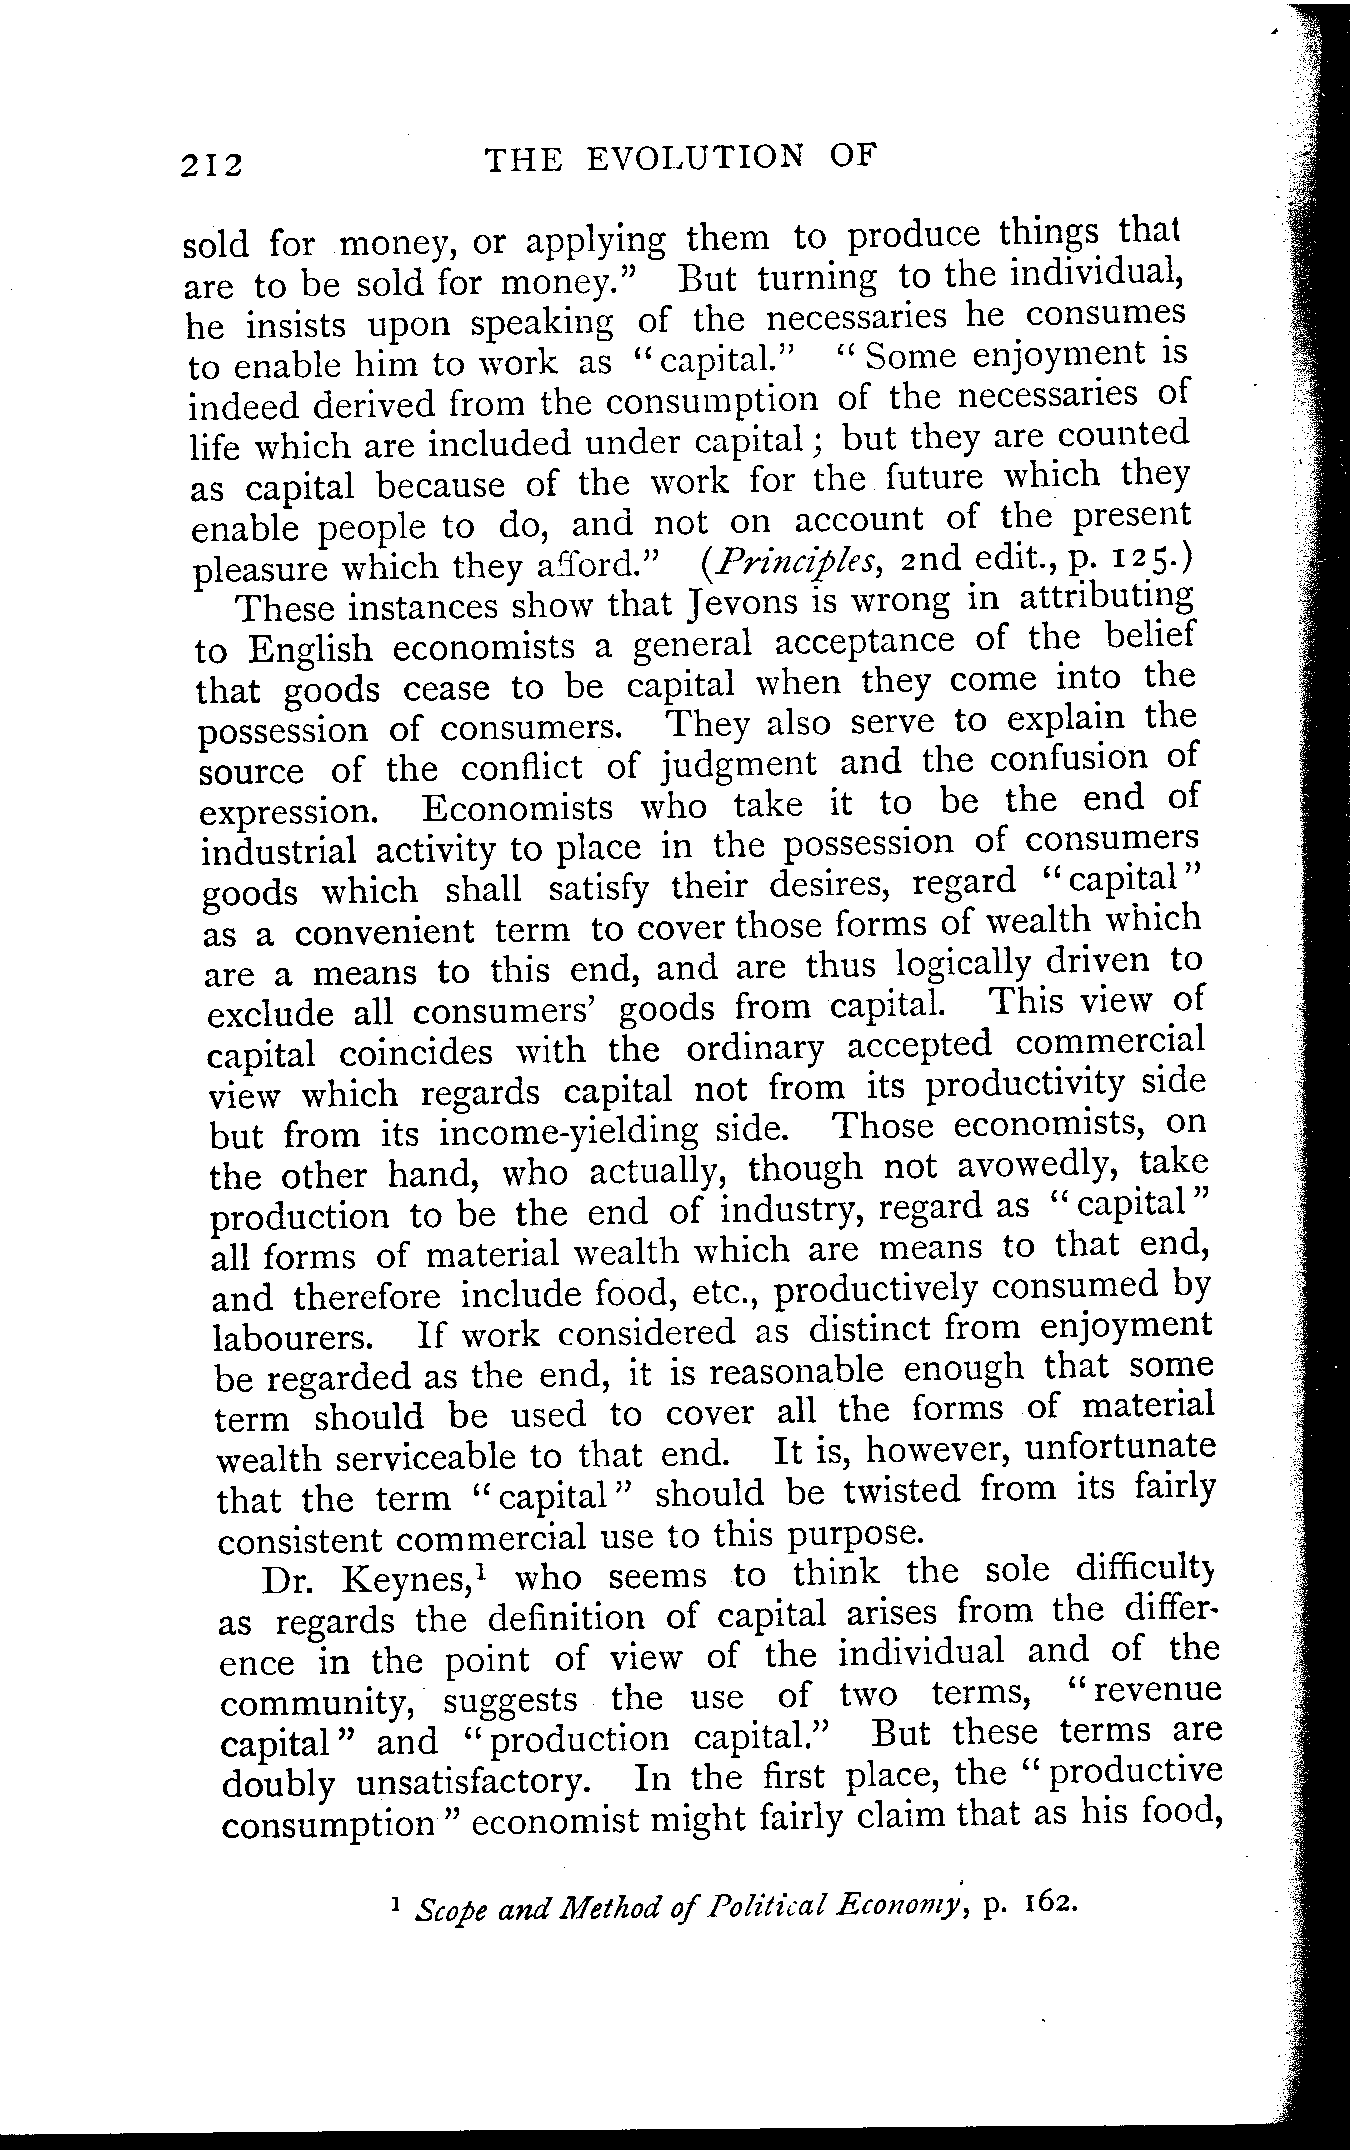 212 THE EVOLUTION OF
sold for money, or applying them to produce things that
are to be sold for money." But turning to the individual,
he insists upon speaking of the necessaries he consumes
to enable him to work as "capital." "Some enjoyment is
indeed derived from the consumption of the necessaries of
life which are included under capital; but they are counted
as capital because of the work for the future which they
enable people to do, and not on account of the present
pleasure which they afford." (Principles, 2nd edit., p. 125.)
These instances show that Jevons is wrong in attributing
to English economists a general acceptance of the belief
that goods cease to be capital when they come into the
possession of consumers. They also serve to explain the
source of the conflict of judgment and the confusion of
expression. Economists who take it to be the end of
industrial activity to place in the possession of consumers
goods which shall satisfy their desires, regard "capital"
as a convenient term to cover those forms of wealth which
are a means to this end, and are thus logically driven to
exclude all consumers' goods from capital. This view of
capital coincides with the ordinary accepted commercial
view which regards capital not from its productivity side
but from its income-yielding side. Those economists, on
the other hand, who actually, though not avowedly, take
production to be the end of industry, regard as "capital"
all forms of material wealth which are means to that end,
and therefore include food, etc., productively consumed by
labourers. If work considered as distinct from enjoyment
be regarded as the end, it is reasonable enough that some
term should be used to cover all the forms of material
wealth serviceable to that end. It is, however, unfortunate
that the term "capital" should be twisted from its fairly
consistent commercial use to this purpose.
Dr. Keynes,¹ who seems to think the sole difficulty
as regards the definition of capital arises from the differ-
ence in the point of view of the individual and of the
community, suggests the use of two terms, "revenue
capital" and "production capital." But these terms are
doubly unsatisfactory. In the first place, the "productive
consumption" economist might fairly claim that as his food,
¹ Scope and Method of Political Economy, p. 162.